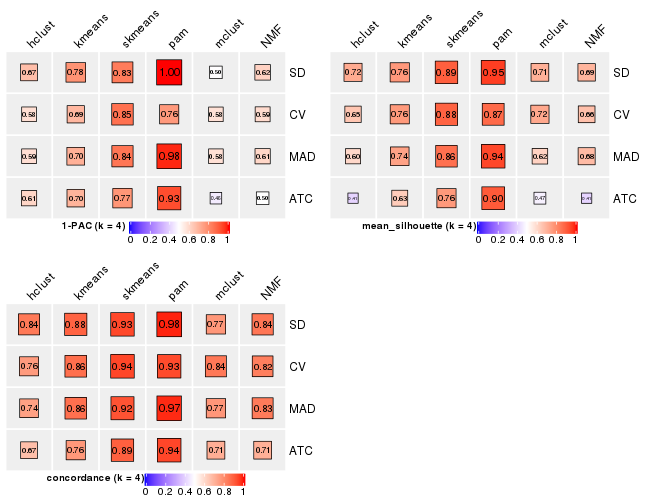 hclust kmeans skmeans pam mclust NMF
0.67 0.78 0.83 1.00 0.50 0.62 SD
0.58 0.69 0.85 0.76 0.58 0.59 CV
0.59 0.70 0.84 0.98 0.58 0.61 MAD
0.61 0.70 0.77 0.93 0.50 ATC
1-PAC (k = 4)
0 0.2 0.4 0.6 0.8 1
hclust kmeans skmeans pam mclust NMF
0.72 0.76 0.89 0.95 0.71 0.69 SD
0.65 0.76 0.88 0.87 0.72 0.66 CV
0.60 0.74 0.86 0.94 0.62 0.68 MAD
0.63 0.76 0.90 0.47 ATC
mean_silhouette (k = 4)
0 0.2 0.4 0.6 0.8 1
hclust kmeans skmeans pam mclust NMF
0.84 0.88 0.93 0.98 0.77 0.84 SD
0.76 0.86 0.94 0.93 0.84 0.82 CV
0.74 0.86 0.92 0.97 0.77 0.83 MAD
0.67 0.76 0.89 0.94 0.71 0.71 ATC
concordance (k = 4)
0 0.2 0.4 0.6 0.8 1